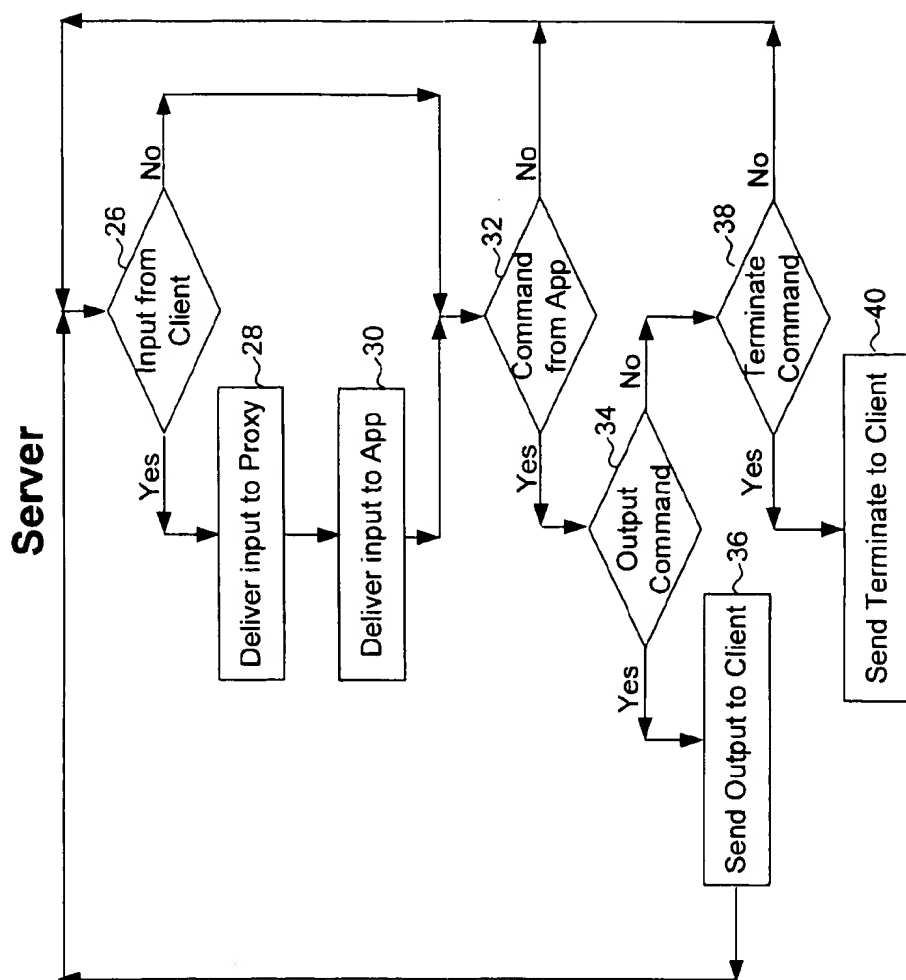 Server
Input from
Client
26
No
Yes
Deliver input to Proxy
28
Deliver input to App
30
Command
from App
32
No
Yes
Output
Command
34
No
Yes
Terminate
Command
38
No
Yes
Send Output to Client
36
Send Terminate to Client
40